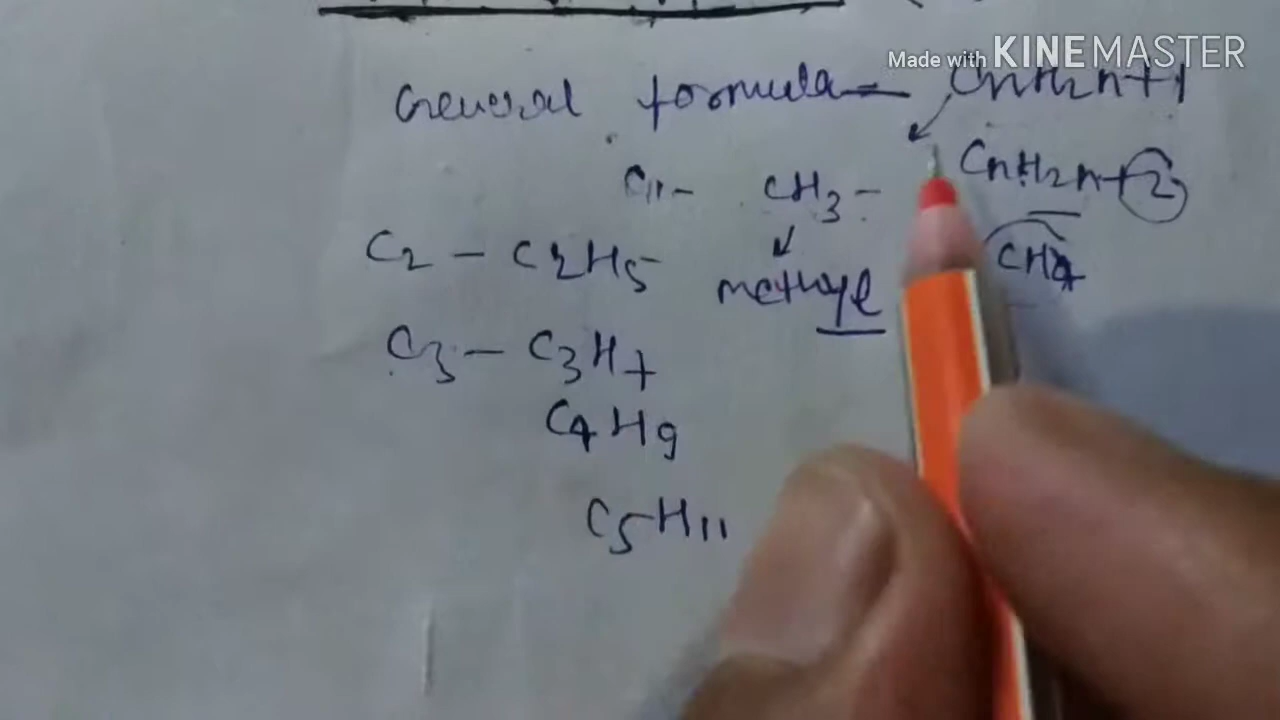 Made with KINEMASTER
General formula — CnH2n+1
C1 - CH3 - CnH2n+2
C2 - C2H5 methyl CH4
C3 - C3H7
C4H9
C5H11